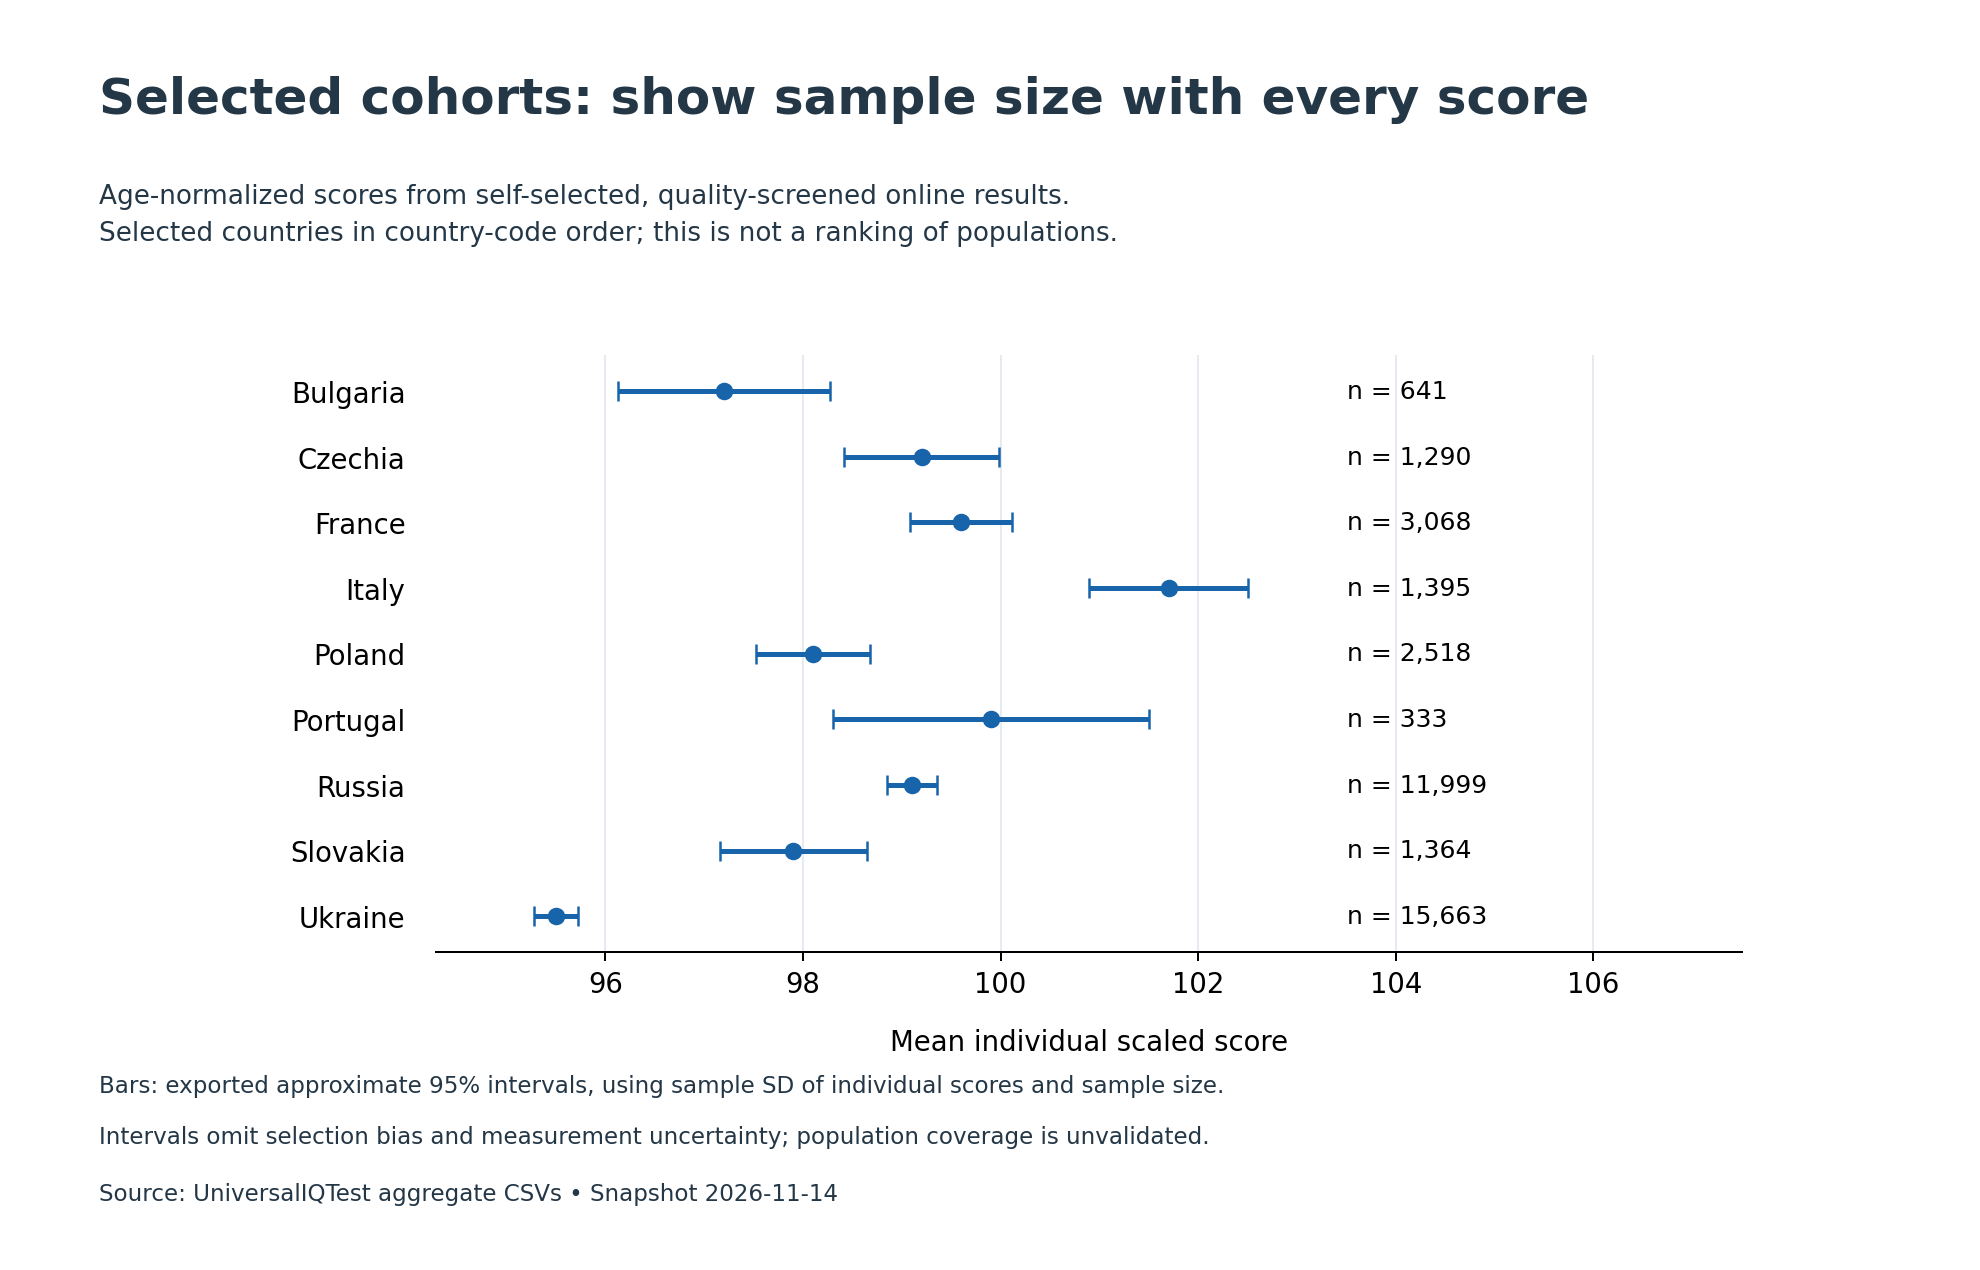 Selected cohorts: show sample size with every score
Age-normalized scores from self-selected, quality-screened online results.
Selected countries in country-code order; this is not a ranking of populations.
Bulgaria n = 641
Czechia n = 1,290
France n = 3,068
Italy n = 1,395
Poland n = 2,518
Portugal n = 333
Russia n = 11,999
Slovakia n = 1,364
Ukraine n = 15,663
96 98 100 102 104 106
Mean individual scaled score
Bars: exported approximate 95% intervals, using sample SD of individual scores and sample size.
Intervals omit selection bias and measurement uncertainty; population coverage is unvalidated.
Source: UniversalIQTest aggregate CSVs • Snapshot 2026-11-14